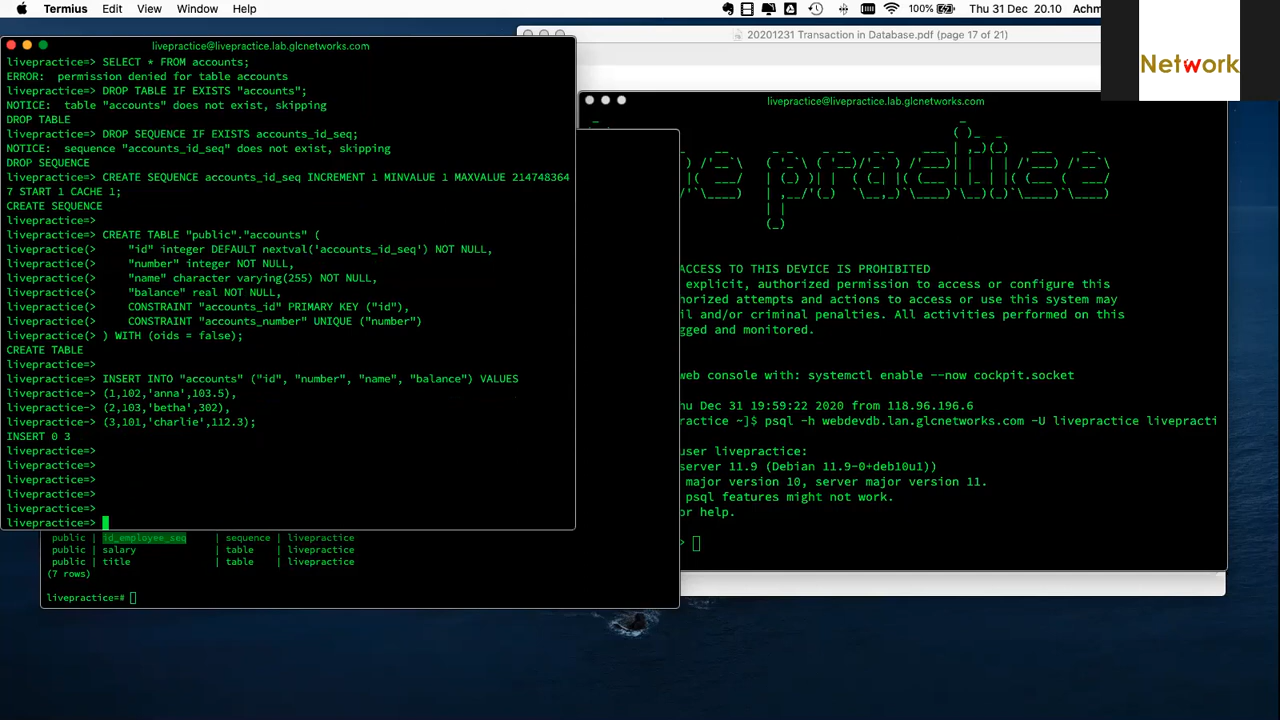 Termius Edit View Window Help
100% Thu 31 Dec 20.10 Achm
20201231 Transaction in Database.pdf (page 17 of 21)
Network
livepractice@livepractice.lab.glcnetworks.com
livepractice=> SELECT * FROM accounts;
ERROR:  permission denied for table accounts
livepractice=> DROP TABLE IF EXISTS "accounts";
NOTICE:  table "accounts" does not exist, skipping
DROP TABLE
livepractice=> DROP SEQUENCE IF EXISTS accounts_id_seq;
NOTICE:  sequence "accounts_id_seq" does not exist, skipping
DROP SEQUENCE
livepractice=> CREATE SEQUENCE accounts_id_seq INCREMENT 1 MINVALUE 1 MAXVALUE 214748364
7 START 1 CACHE 1;
CREATE SEQUENCE
livepractice=>
livepractice=> CREATE TABLE "public"."accounts" (
livepractice(>     "id" integer DEFAULT nextval('accounts_id_seq') NOT NULL,
livepractice(>     "number" integer NOT NULL,
livepractice(>     "name" character varying(255) NOT NULL,
livepractice(>     "balance" real NOT NULL,
livepractice(>     CONSTRAINT "accounts_id" PRIMARY KEY ("id"),
livepractice(>     CONSTRAINT "accounts_number" UNIQUE ("number")
livepractice(> ) WITH (oids = false);
CREATE TABLE
livepractice=>
livepractice=> INSERT INTO "accounts" ("id", "number", "name", "balance") VALUES
livepractice-> (1,102,'anna',103.5),
livepractice-> (2,103,'betha',302),
livepractice-> (3,101,'charlie',112.3);
INSERT 0 3
livepractice=>
livepractice=>
livepractice=>
livepractice=>
livepractice=>
livepractice=>
public | id_employee_seq | sequence | livepractice
public | salary | table | livepractice
public | title | table | livepractice
(7 rows)
livepractice=#
livepractice@livepractice.lab.glcnetworks.com
practice
ACCESS TO THIS DEVICE IS PROHIBITED
explicit, authorized permission to access or configure this
horized attempts and actions to access or use this system may
il and/or criminal penalties. All activities performed on this
gged and monitored.
web console with: systemctl enable --now cockpit.socket
hu Dec 31 19:59:22 2020 from 118.96.196.6
practice ~]$ psql -h webdevdb.lan.glcnetworks.com -U livepractice livepracti
user livepractice:
server 11.9 (Debian 11.9-0+deb10u1))
major version 10, server major version 11.
psql features might not work.
or help.
>